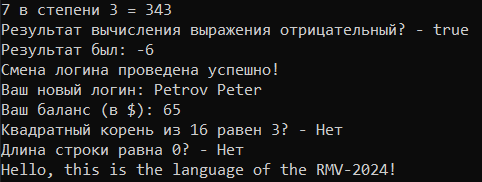 7 в степени 3 = 343
Результат вычисления выражения отрицательный? - true
Результат был: -6
Смена логина проведена успешно!
Ваш новый логин: Petrov Peter
Ваш баланс (в $): 65
Квадратный корень из 16 равен 3? - Нет
Длина строки равна 0? - Нет
Hello, this is the language of the RMV-2024!